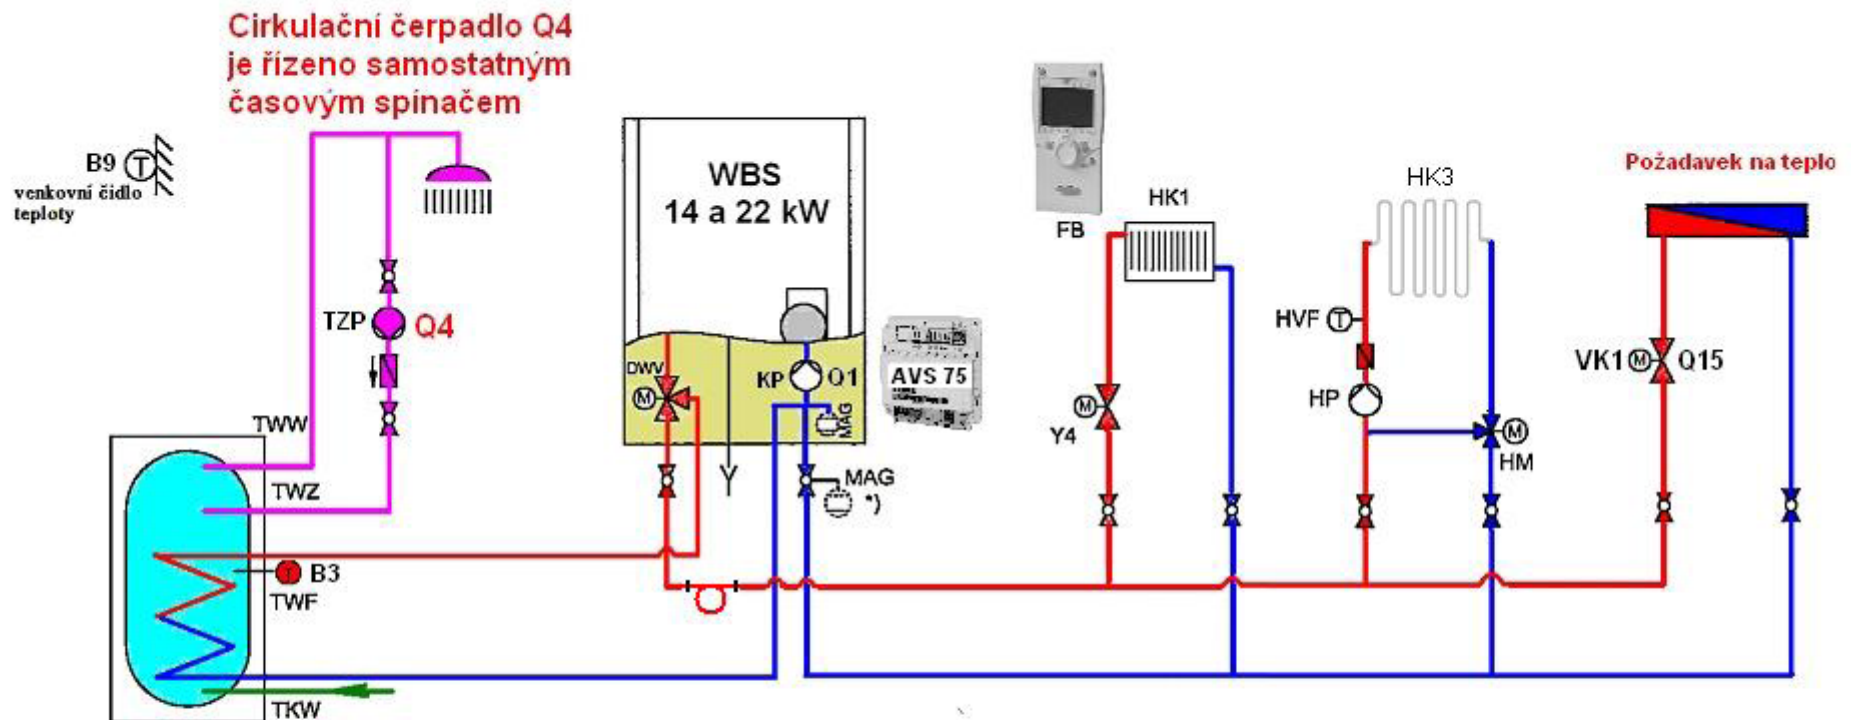 Cirkulační čerpadlo Q4
je řízeno samostatným
časovým spínačem
B9 T
venkovní čidlo
teploty
WBS
14 a 22 kW
FB
HK1
HK3
Požadavek na teplo
TZP Q4
DWV
M
KP Q1
MAG
AVS 75
MAG
*)
M
Y4
HVF T
HP
M
HM
VK1 M Q15
TWW
TWZ
T B3
TWF
TKW